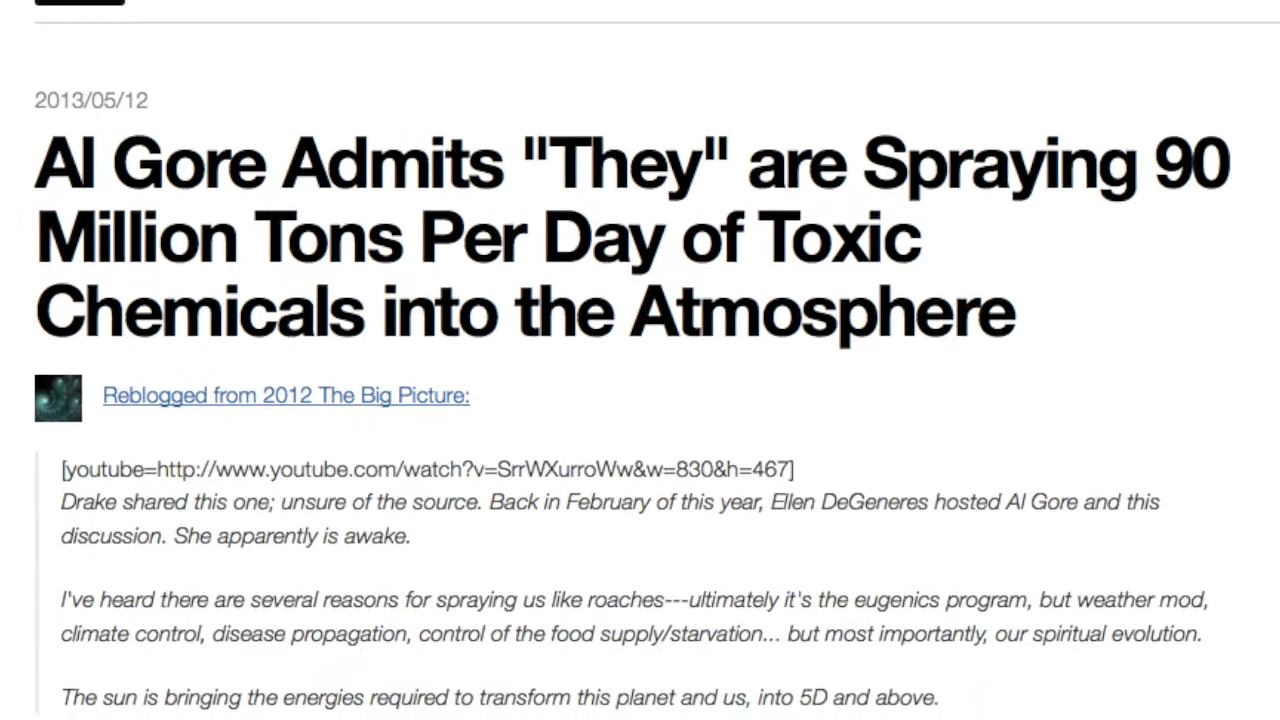 2013/05/12
Al Gore Admits "They" are Spraying 90
Million Tons Per Day of Toxic
Chemicals into the Atmosphere
Reblogged from 2012 The Big Picture:
[youtube=http://www.youtube.com/watch?v=SrrWXurroWw&w=830&h=467]
Drake shared this one; unsure of the source. Back in February of this year, Ellen DeGeneres hosted Al Gore and this
discussion. She apparently is awake.
I've heard there are several reasons for spraying us like roaches---ultimately it's the eugenics program, but weather mod,
climate control, disease propagation, control of the food supply/starvation... but most importantly, our spiritual evolution.
The sun is bringing the energies required to transform this planet and us, into 5D and above.